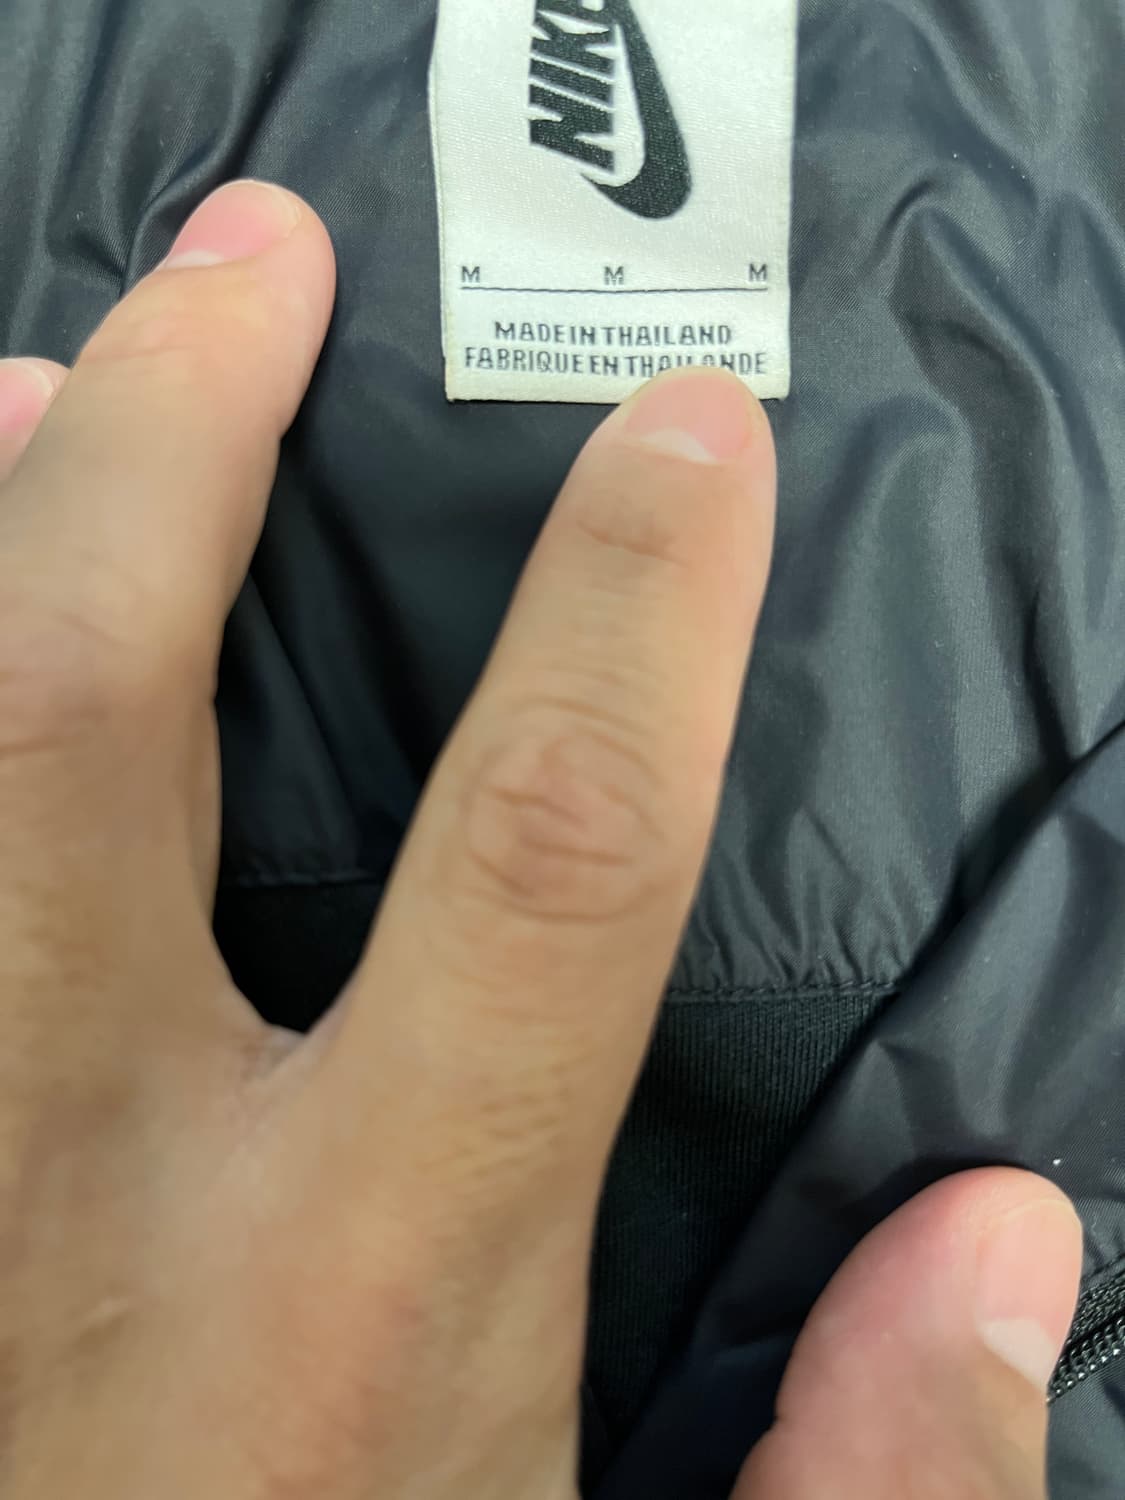 NIKE
M M M
MADE IN THAILAND
FABRIQUE EN THAILANDE